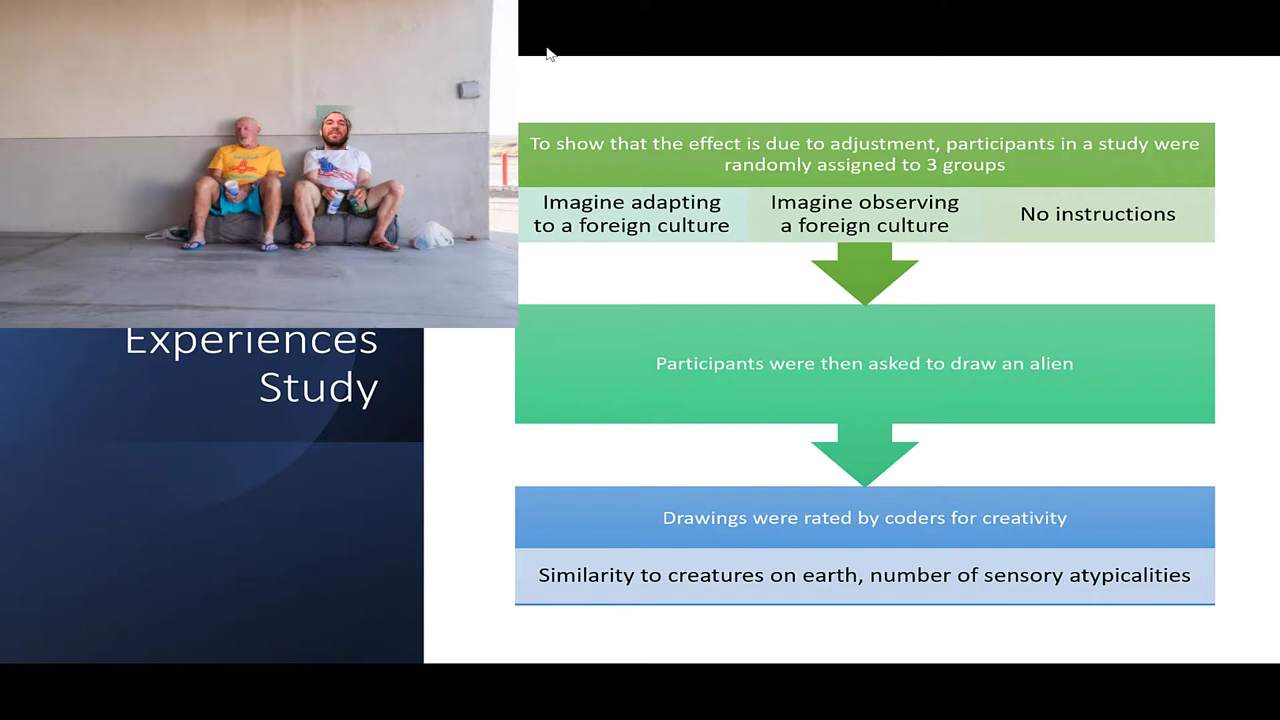 Experiences
Study
To show that the effect is due to adjustment, participants in a study were
randomly assigned to 3 groups
Imagine adapting
to a foreign culture
Imagine observing
a foreign culture
No instructions
Participants were then asked to draw an alien
Drawings were rated by coders for creativity
Similarity to creatures on earth, number of sensory atypicalities